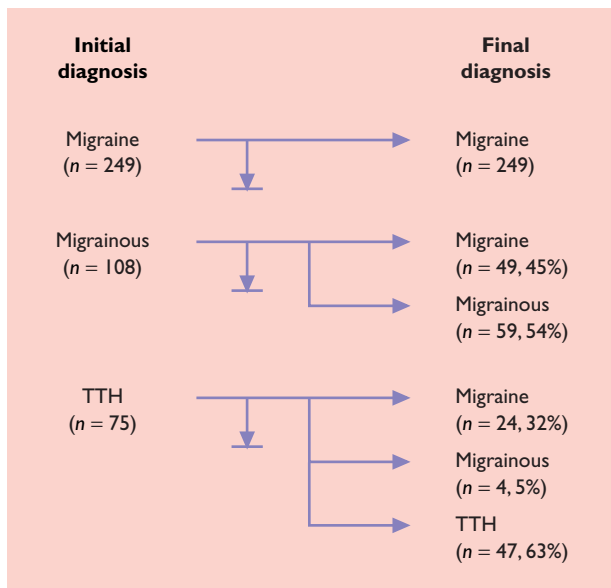 Initial diagnosis
Final diagnosis
Migraine
(n = 249)
Migraine
(n = 249)
Migrainous
(n = 108)
Migraine
(n = 49, 45%)
Migrainous
(n = 59, 54%)
TTH
(n = 75)
Migraine
(n = 24, 32%)
Migrainous
(n = 4, 5%)
TTH
(n = 47, 63%)